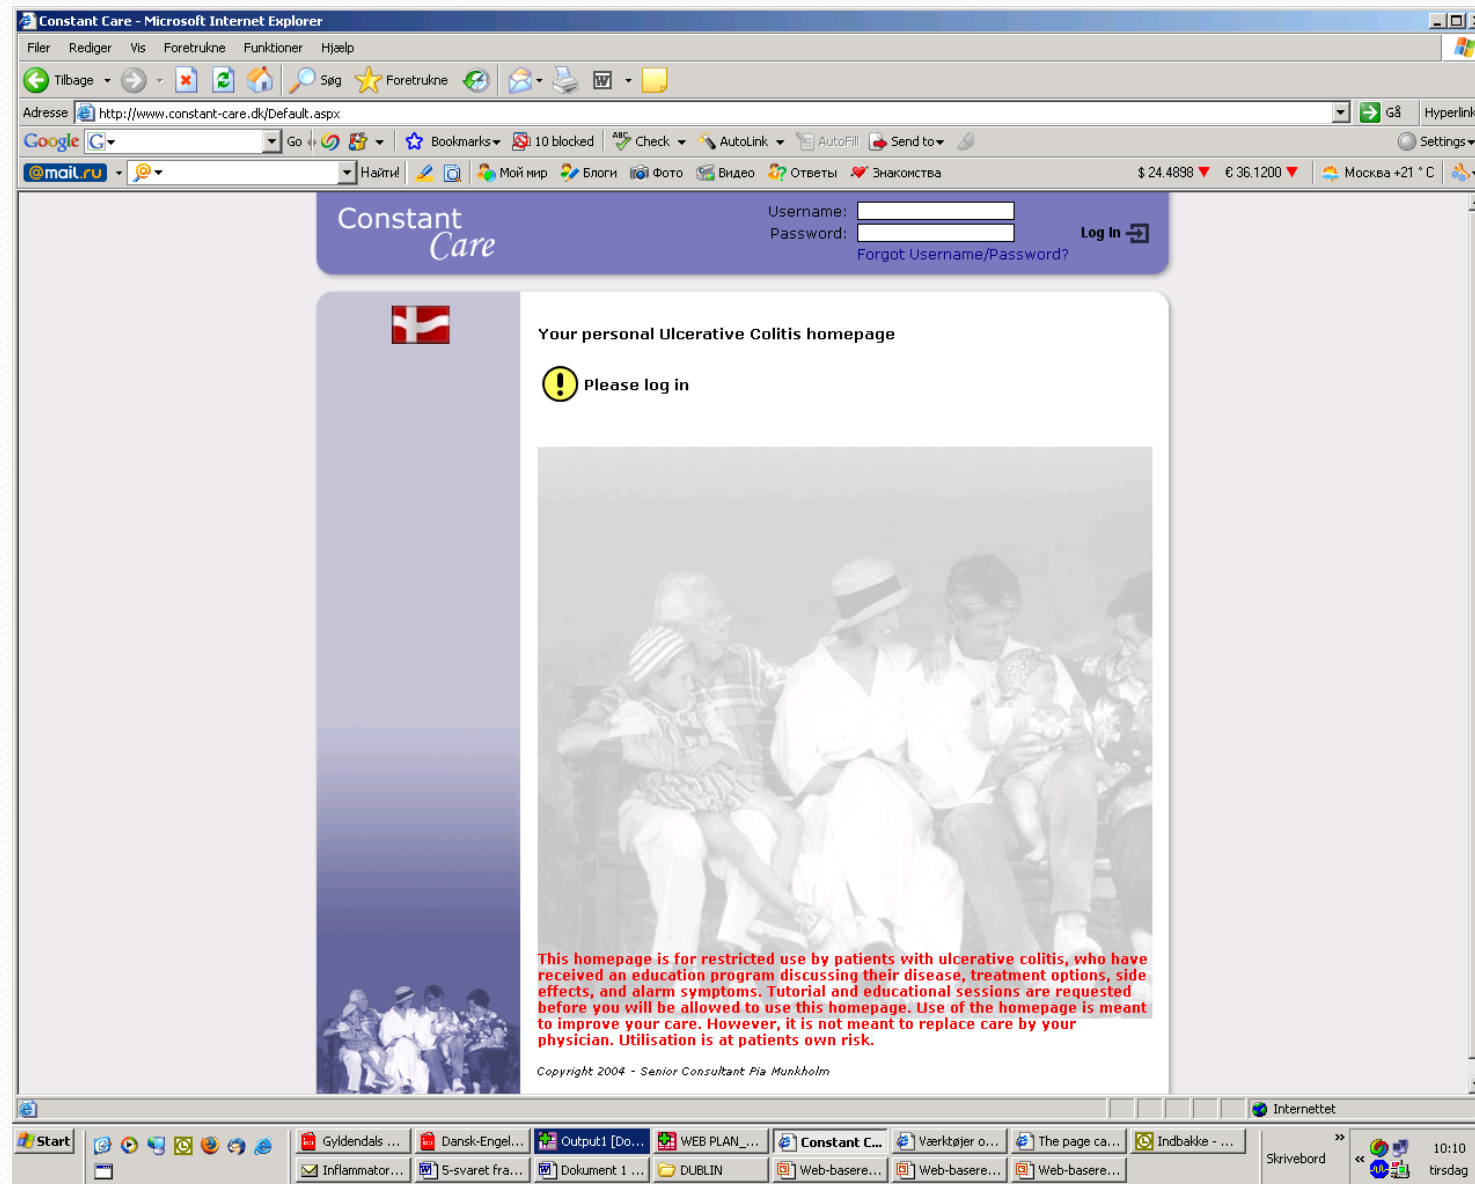 Constant Care - Microsoft Internet Explorer
Filer Rediger Vis Foretrukne Funktioner Hjælp
Tilbage Søg Foretrukne
Adresse http://www.constant-care.dk/Default.aspx Gå Hyperlink
Google G Go Bookmarks 10 blocked ABC Check AutoLink AutoFill Send to Settings
@mail.ru Найти! Мой мир Блоги Фото Видео Ответы Знакомства $ 24.4898 € 36.1200 Москва +21 °C
Constant
Care
Username:
Password:
Log In
Forgot Username/Password?
Your personal Ulcerative Colitis homepage
Please log in
This homepage is for restricted use by patients with ulcerative colitis, who have
received an education program discussing their disease, treatment options, side
effects, and alarm symptoms. Tutorial and educational sessions are requested
before you will be allowed to use this homepage. Use of the homepage is meant
to improve your care. However, it is not meant to replace care by your
physician. Utilisation is at patients own risk.
Copyright 2004 - Senior Consultant Pia Munkholm
Internettet
Start Gyldendals ... Dansk-Engel... Output1 [Do... WEB PLAN_... Constant C... Værktøjer o... The page ca... Indbakke - ... Skrivebord » « 10:10
Inflammator... 5-svaret fra... Dokument 1 ... DUBLIN Web-basere... Web-basere... Web-basere... tirsdag